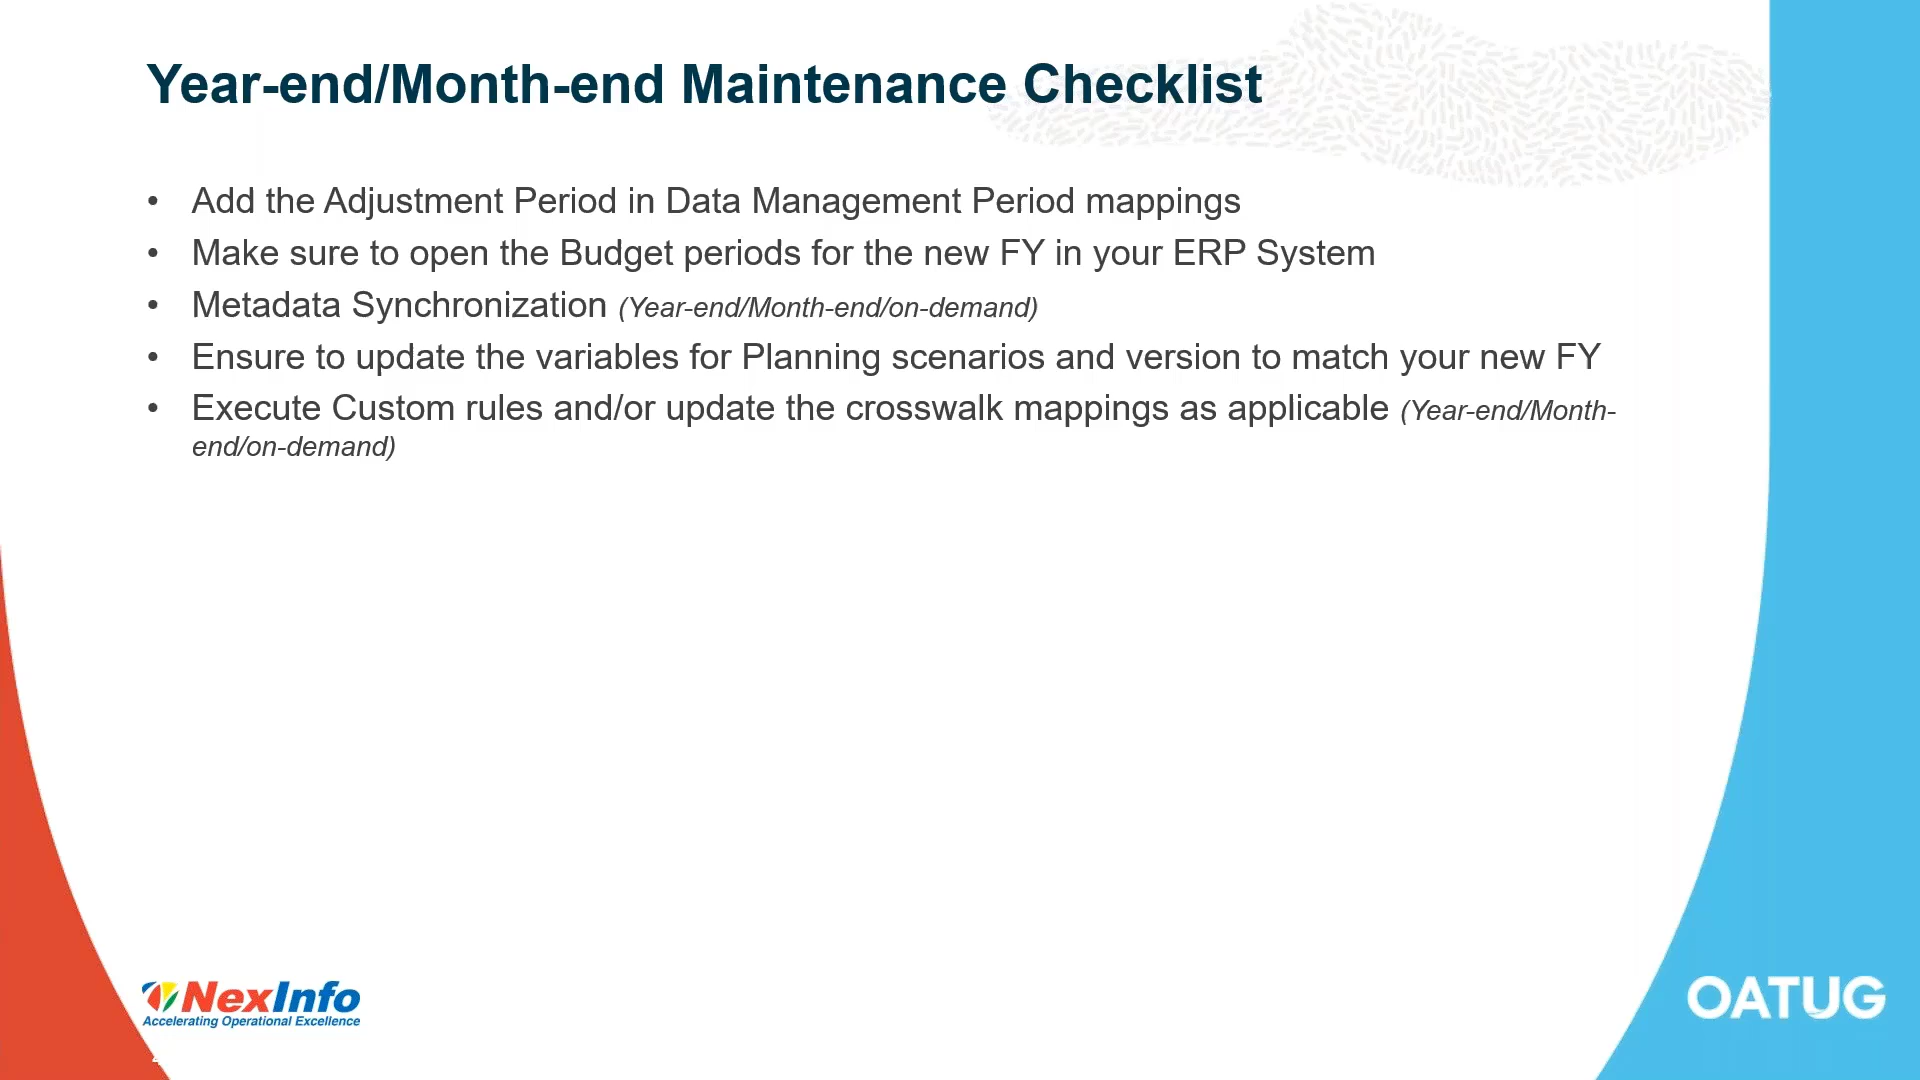 Year-end/Month-end Maintenance Checklist
• Add the Adjustment Period in Data Management Period mappings
• Make sure to open the Budget periods for the new FY in your ERP System
• Metadata Synchronization (Year-end/Month-end/on-demand)
• Ensure to update the variables for Planning scenarios and version to match your new FY
• Execute Custom rules and/or update the crosswalk mappings as applicable (Year-end/Month-
end/on-demand)
NexInfo
Accelerating Operational Excellence
OATUG